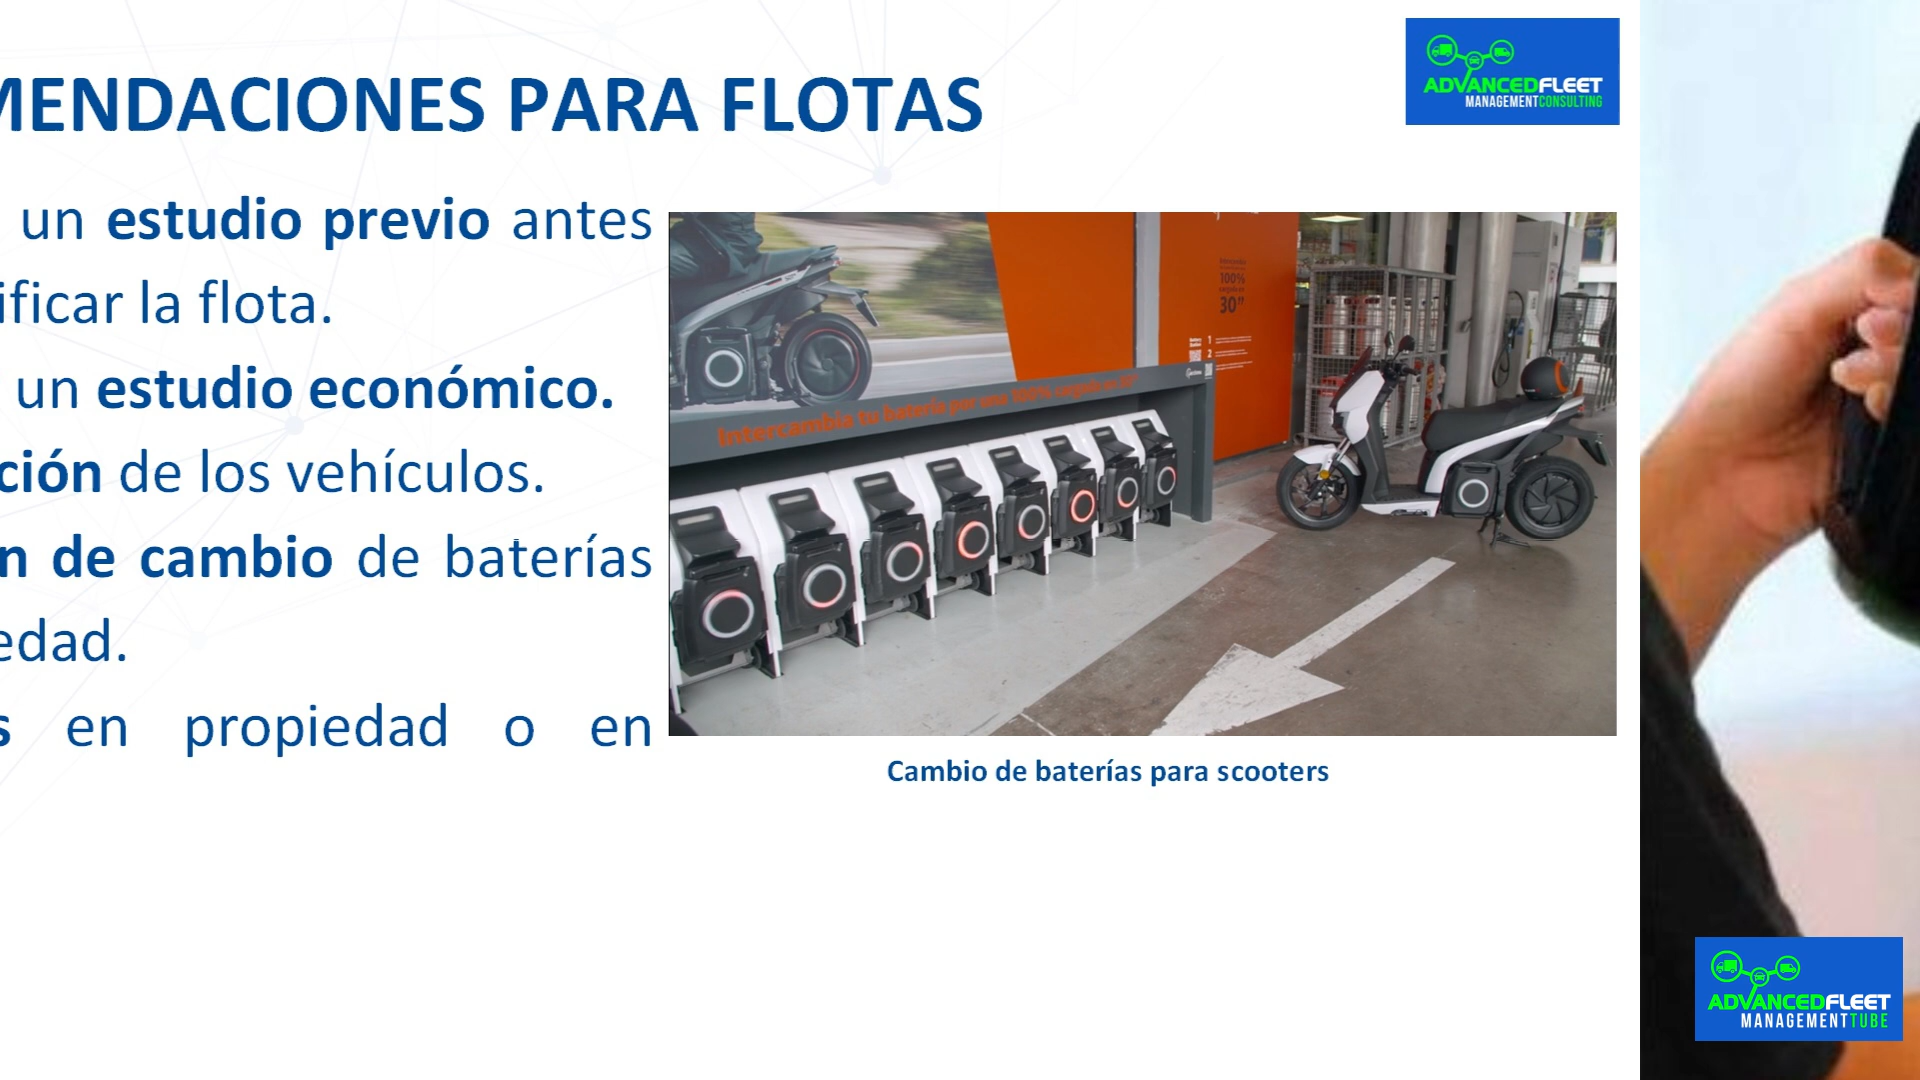 MENDACIONES PARA FLOTAS
un estudio previo antes
ificar la flota.
un estudio económico.
ción de los vehículos.
n de cambio de baterías
edad.
s en propiedad o en
ADVANCEDFLEET
MANAGEMENTCONSULTING
100%
30"
1
2
Intercambia tu batería por una 100% cargada en 30"
Cambio de baterías para scooters
ADVANCEDFLEET
MANAGEMENTTUBE